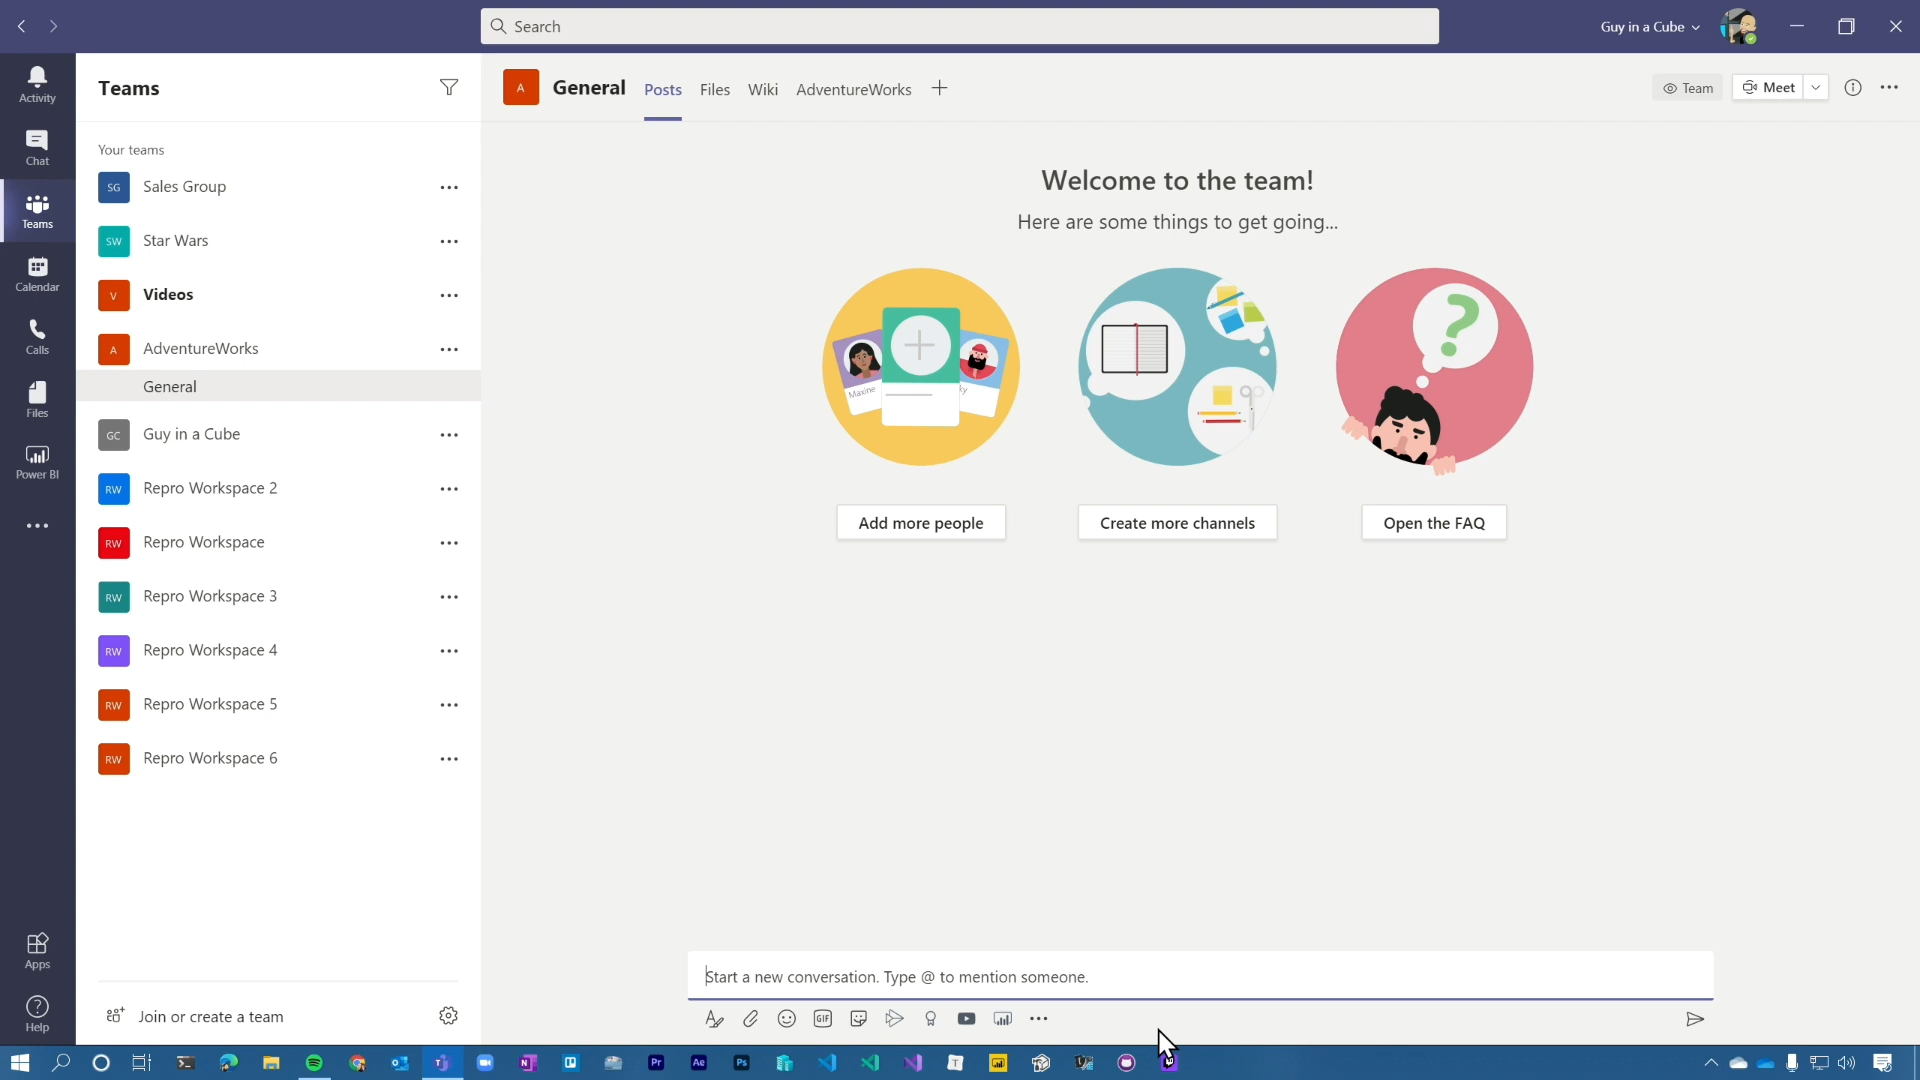 Search
Guy in a Cube
Activity
Chat
Teams
Calendar
Calls
Files
Power BI
Apps
Help
Teams
Your teams
SG Sales Group
SW Star Wars
V Videos
A AdventureWorks
General
GC Guy in a Cube
RW Repro Workspace 2
RW Repro Workspace
RW Repro Workspace 3
RW Repro Workspace 4
RW Repro Workspace 5
RW Repro Workspace 6
Join or create a team
A General Posts Files Wiki AdventureWorks
Team Meet
Welcome to the team!
Here are some things to get going...
Maxine
ky
Add more people
Create more channels
Open the FAQ
Start a new conversation. Type @ to mention someone.
GIF
Pr Ae Ps